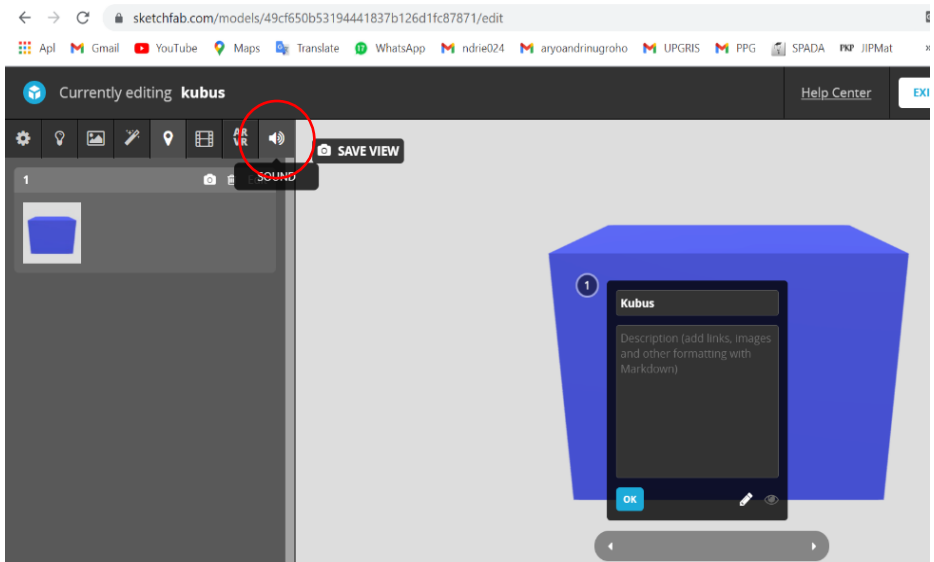 sketchfab.com/models/49cf650b53194441837b126d1fc87871/edit
Apl Gmail YouTube Maps Translate 17 WhatsApp ndrie024 aryoandrinugroho UPGRIS PPG SPADA PKP JIPMat »
Currently editing kubus Help Center EXI
AR VR
SAVE VIEW
1
SOUND
1
Kubus
Description (add links, images
and other formatting with
Markdown)
OK